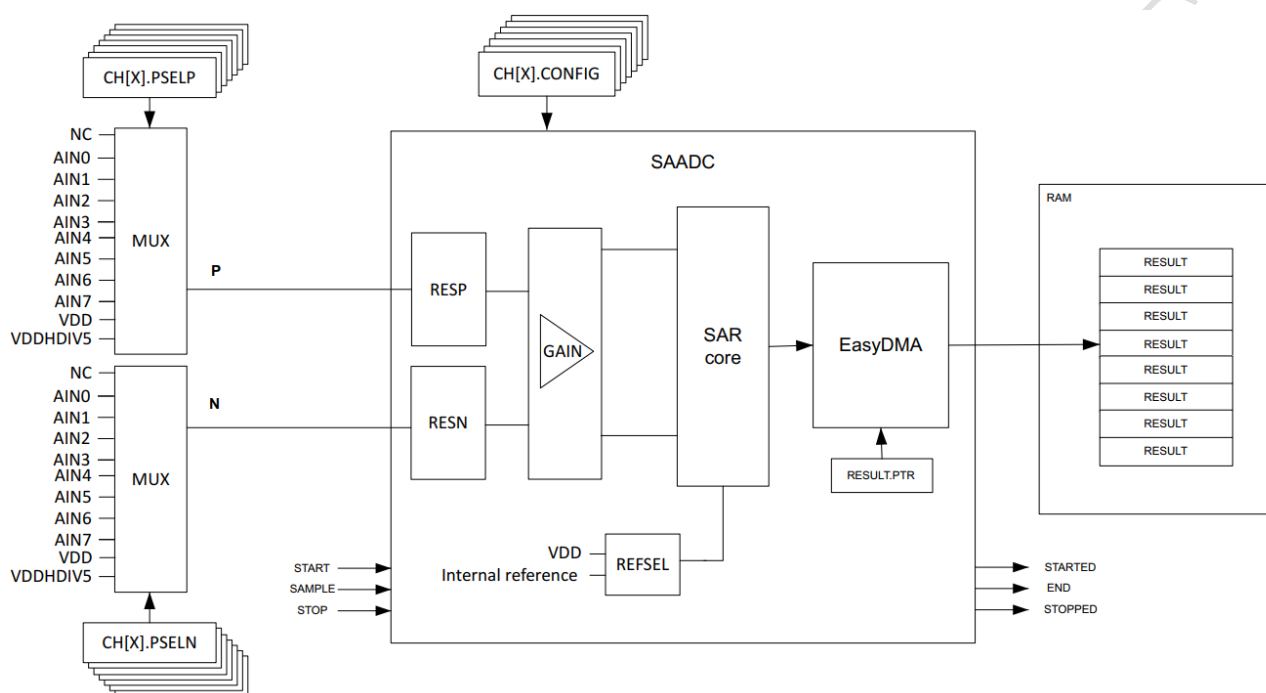 CH[X].PSELP
CH[X].CONFIG
NC
AIN0
AIN1
AIN2
AIN3
AIN4
AIN5
AIN6
AIN7
VDD
VDDHDIV5
MUX
P
SAADC
RESP
GAIN
SAR
core
EasyDMA
RESULT.PTR
RAM
RESULT
RESULT
RESULT
RESULT
RESULT
RESULT
RESULT
RESULT
NC
AIN0
AIN1
AIN2
AIN3
AIN4
AIN5
AIN6
AIN7
VDD
VDDHDIV5
MUX
N
RESN
VDD
Internal reference
REFSEL
START
SAMPLE
STOP
STARTED
END
STOPPED
CH[X].PSELN